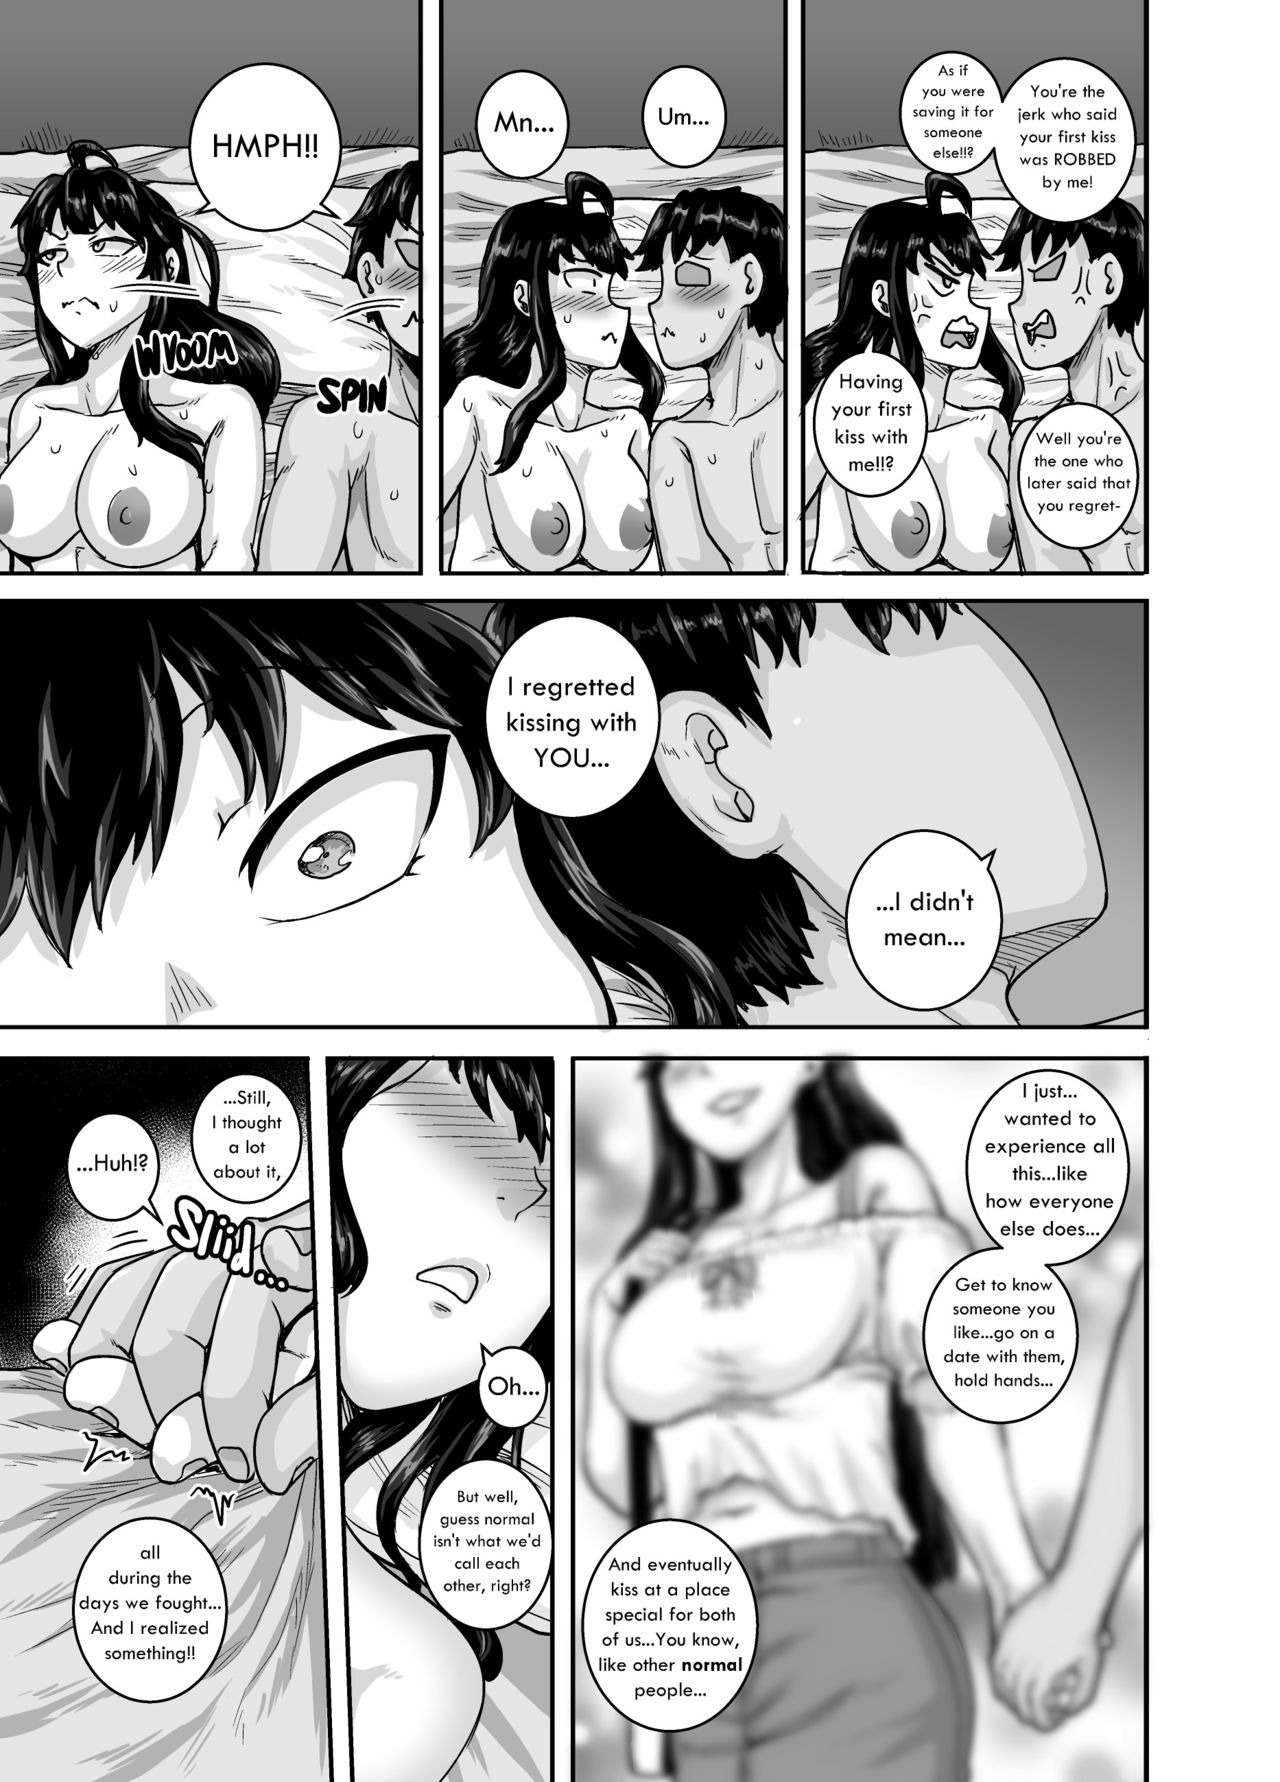 You're the
jerk who said
your first kiss
was ROBBED
by me!
As if
you were
saving it for
someone
else!!?
Well you're
the one who
later said that
you regret-
Having
your first
kiss with
me!!?
Um...
Mn...
HMPH!!
WVOOM
SPIN
I regretted
kissing with
YOU...
...I didn't
mean...
I just...
wanted to
experience all
this...like
how everyone
else does...
Get to know
someone you
like...go on a
date with them,
hold hands...
And eventually
kiss at a place
special for both
of us...You know,
like other normal
people...
Oh...
But well,
guess normal
isn't what we'd
call each
other, right?
...Still,
I thought
a lot
about it,
...Huh!?
Sliid...
all
during the
days we fought...
And I realized
something!!